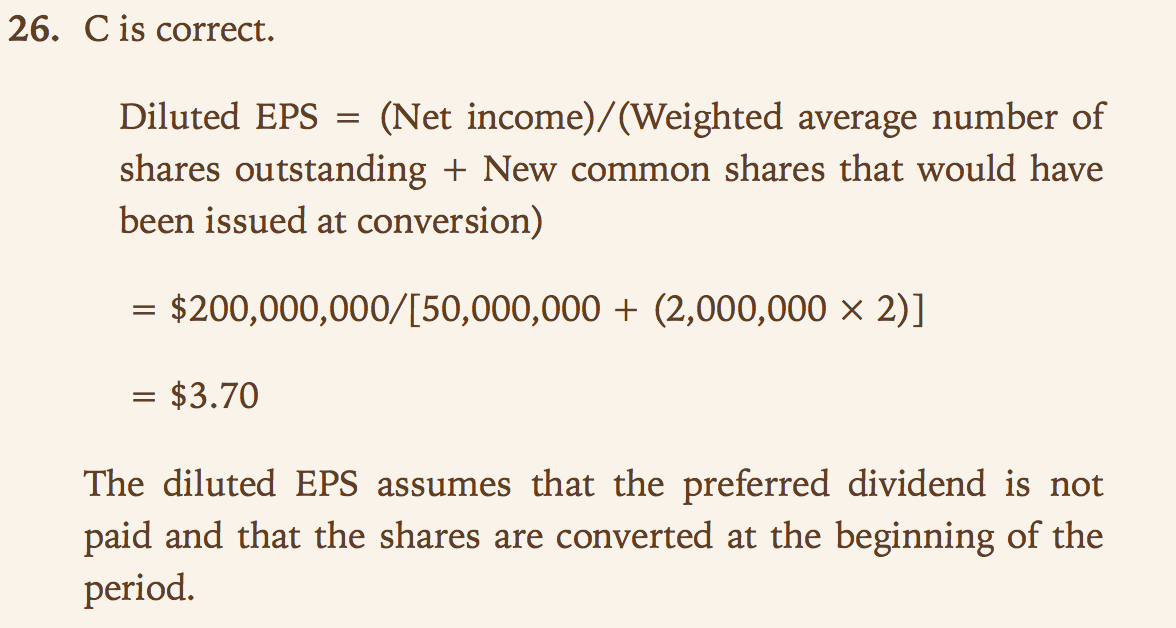 26. C is correct.
Diluted EPS = (Net income)/(Weighted average number of
shares outstanding + New common shares that would have
been issued at conversion)
= $200,000,000/[50,000,000 + (2,000,000 × 2)]
= $3.70
The diluted EPS assumes that the preferred dividend is not
paid and that the shares are converted at the beginning of the
period.